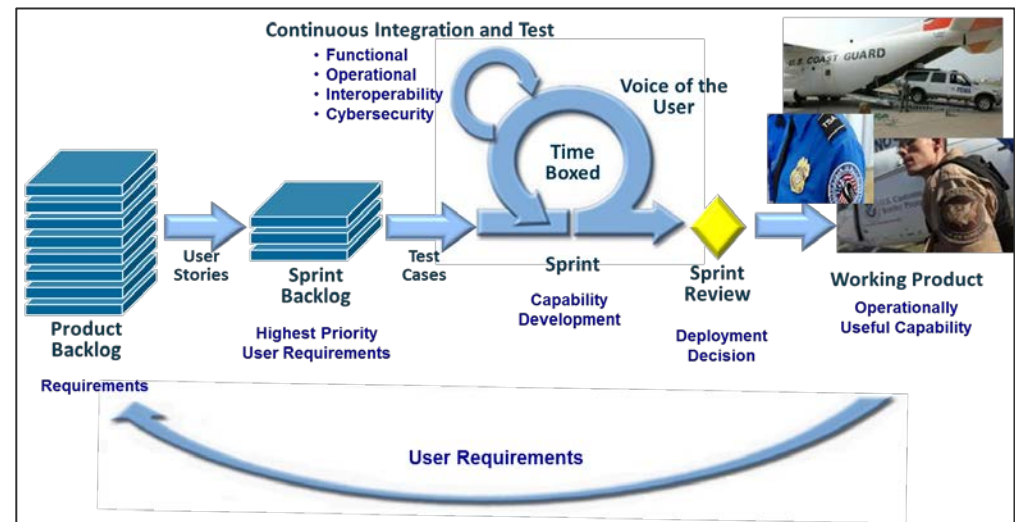 Continuous Integration and Test
• Functional
• Operational
• Interoperability
• Cybersecurity
Voice of the
User
Time
Boxed
U.S. COAST GUARD
TSA
User
Stories
Test
Cases
Product
Backlog
Requirements
Sprint
Backlog
Highest Priority
User Requirements
Sprint
Capability
Development
Sprint
Review
Deployment
Decision
Working Product
Operationally
Useful Capability
User Requirements